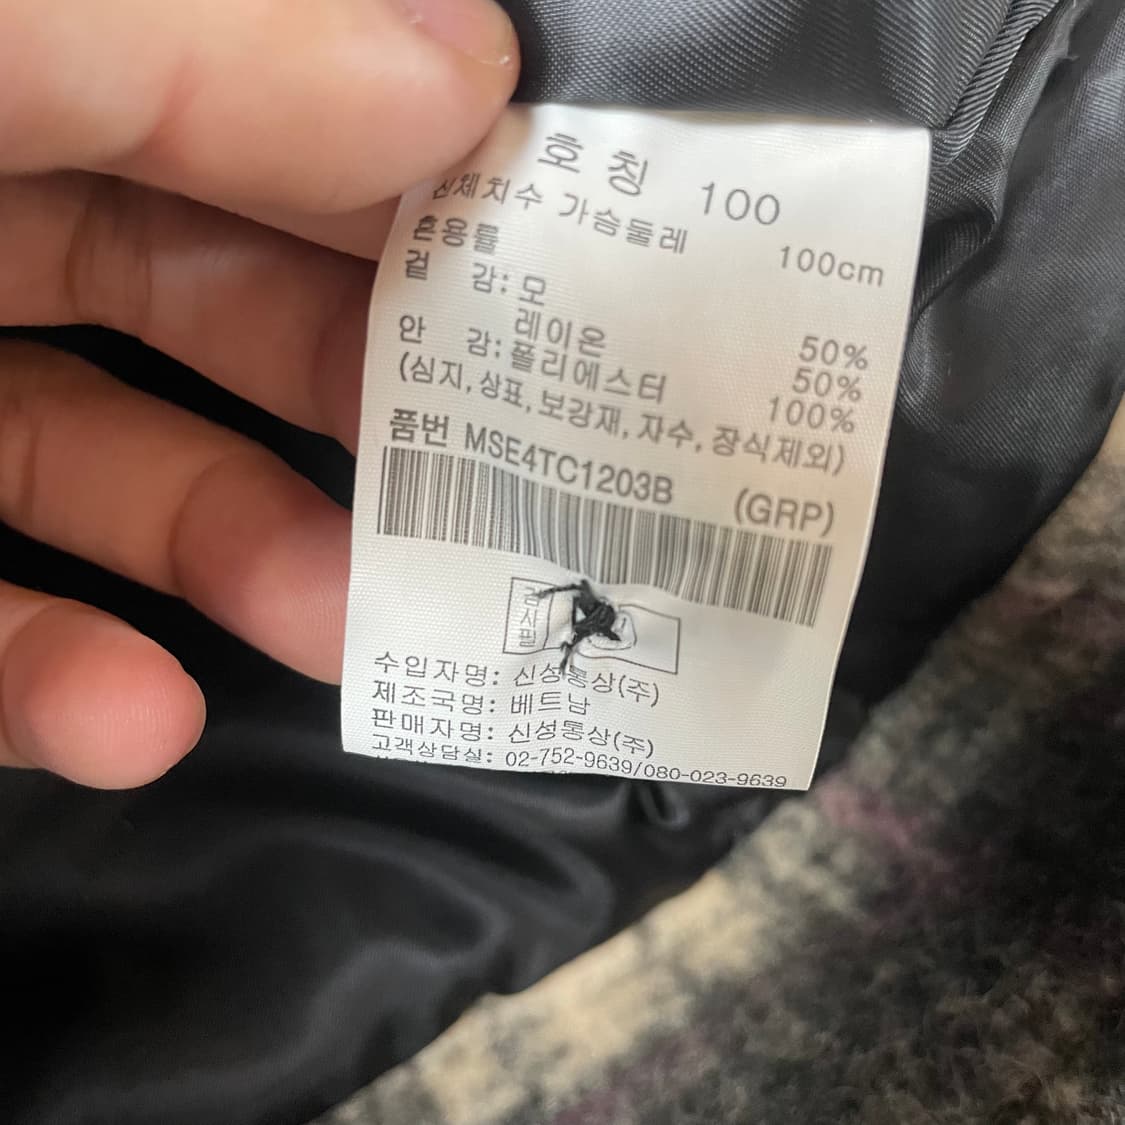 호칭 100
신체치수 가슴둘레 100cm
혼용률
겉 감: 모 50%
레이온 50%
안 감: 폴리에스터 100%
(심지,상표,보강재,자수,장식제외)
품번 MSE4TC1203B (GRP)
검사필
수입자명: 신성통상(주)
제조국명: 베트남
판매자명: 신성통상(주)
고객상담실: 02-752-9639/080-023-9639